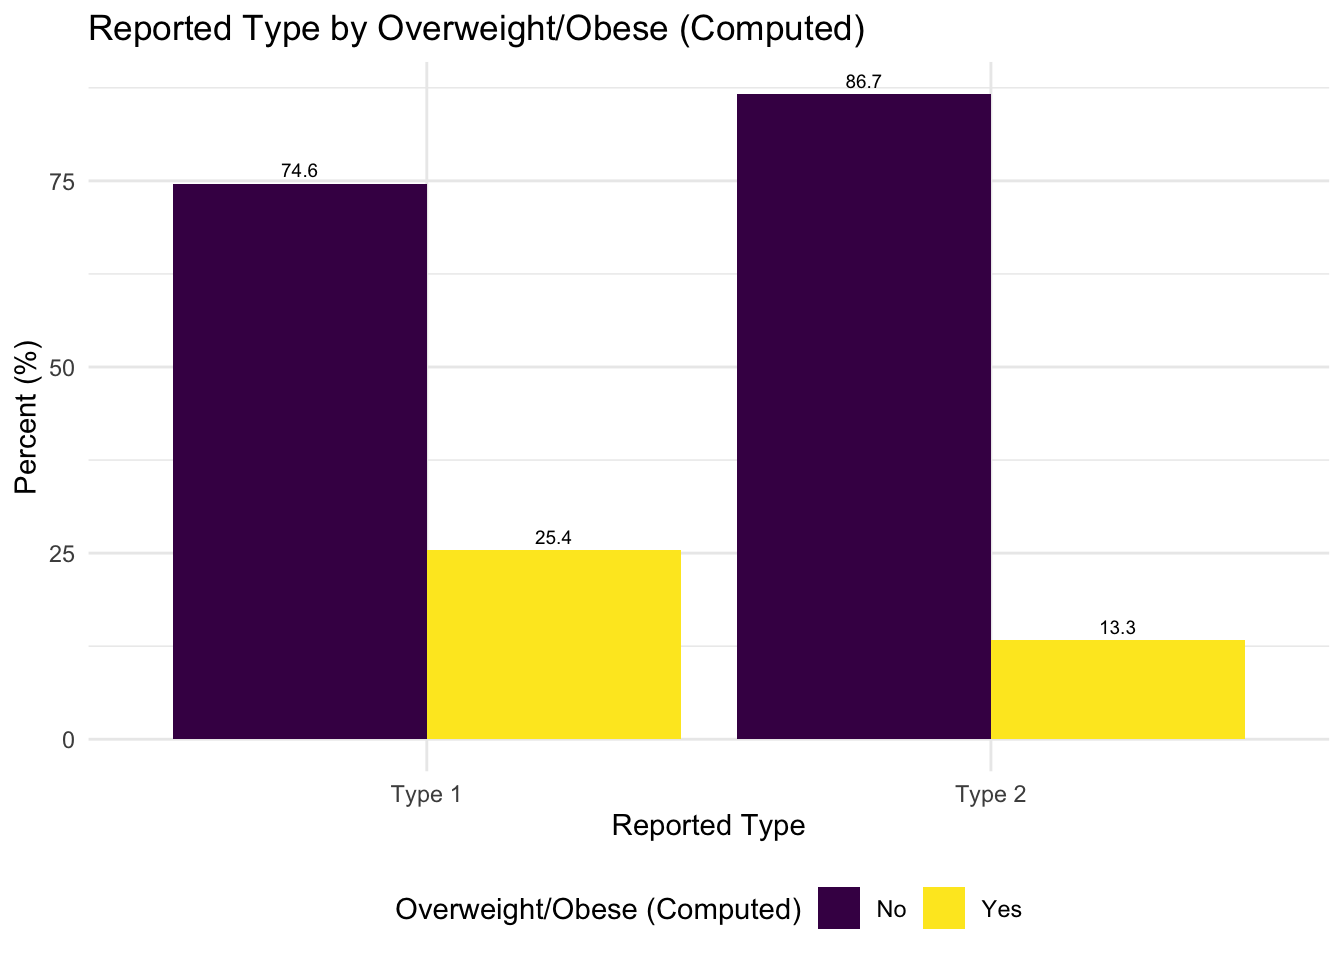 Reported Type by Overweight/Obese (Computed)
86.7
74.6
75
Percent (%)
50
25.4
25
13.3
0
Type 1
Type 2
Reported Type
Overweight/Obese (Computed) No Yes